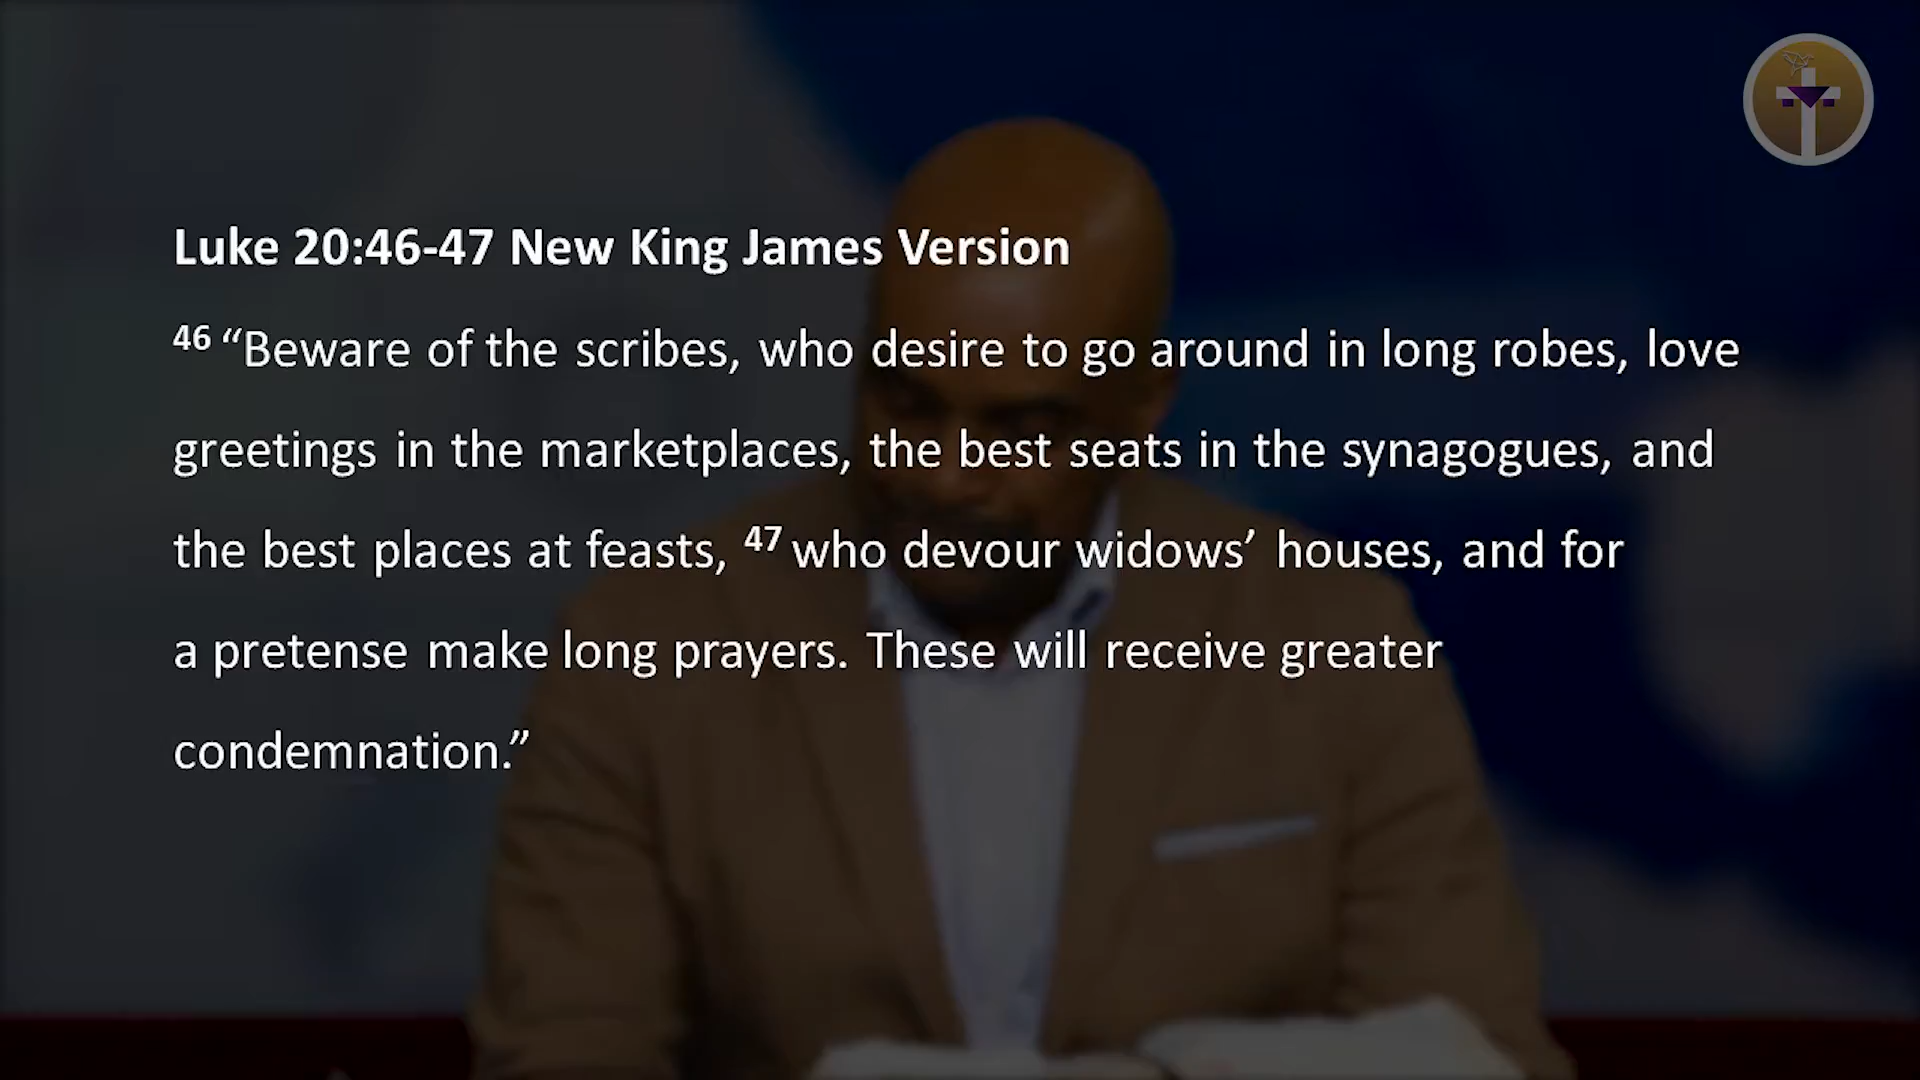 Luke 20:46-47 New King James Version
46 “Beware of the scribes, who desire to go around in long robes, love
greetings in the marketplaces, the best seats in the synagogues, and
the best places at feasts, 47 who devour widows’ houses, and for
a pretense make long prayers. These will receive greater
condemnation.”